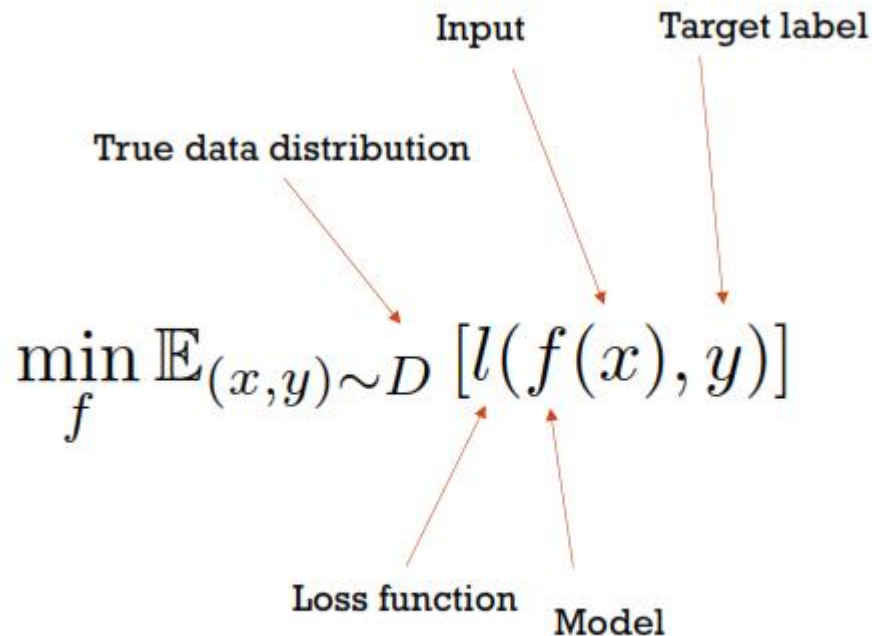 Input Target label
True data distribution
min_f 𝔼_{(x,y)∼D} [l(f(x), y)]
Loss function Model